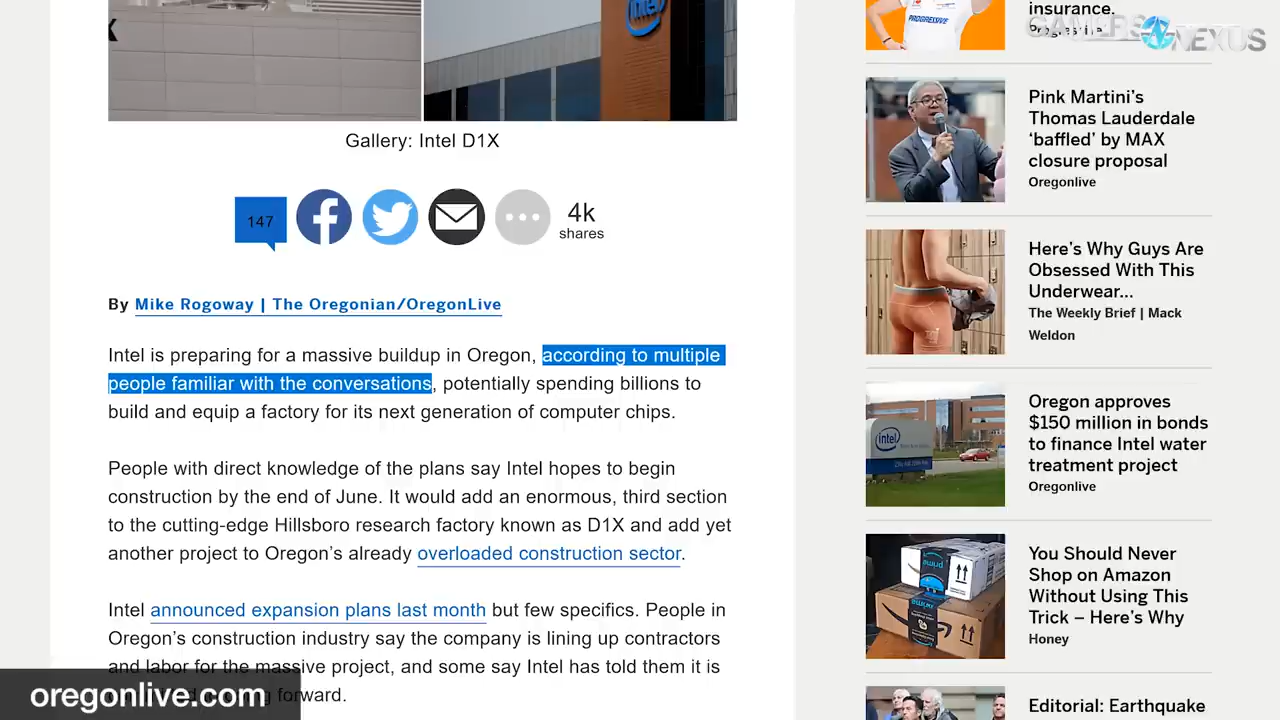 intel
PROGRESSIVE
insurance.
Progressive
GAMERS NEXUS
Gallery: Intel D1X
147
4k
shares
By Mike Rogoway | The Oregonian/OregonLive
Intel is preparing for a massive buildup in Oregon, according to multiple
people familiar with the conversations, potentially spending billions to
build and equip a factory for its next generation of computer chips.
People with direct knowledge of the plans say Intel hopes to begin
construction by the end of June. It would add an enormous, third section
to the cutting-edge Hillsboro research factory known as D1X and add yet
another project to Oregon’s already overloaded construction sector.
Intel announced expansion plans last month but few specifics. People in
Oregon’s construction industry say the company is lining up contractors
and labor for the massive project, and some say Intel has told them it is
forward.
oregonlive.com
Pink Martini’s
Thomas Lauderdale
‘baffled’ by MAX
closure proposal
Oregonlive
Here’s Why Guys Are
Obsessed With This
Underwear...
The Weekly Brief | Mack
Weldon
intel
Oregon approves
$150 million in bonds
to finance Intel water
treatment project
Oregonlive
prime
You Should Never
Shop on Amazon
Without Using This
Trick – Here’s Why
Honey
Editorial: Earthquake